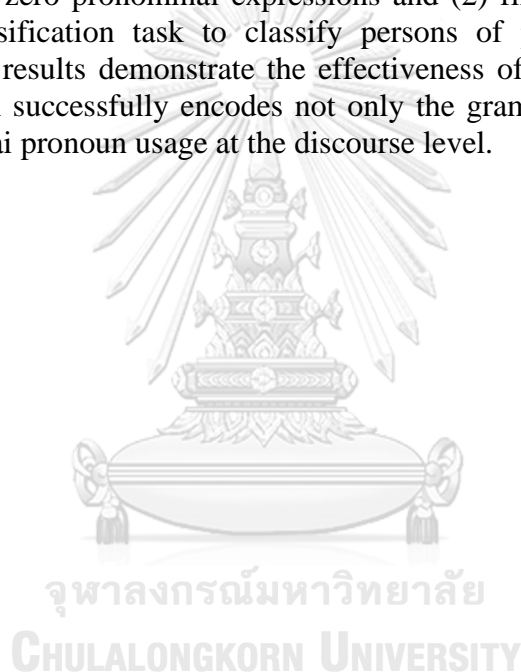 zero pronominal expressions and (2) fi
sification task to classify persons of
results demonstrate the effectiveness of
successfully encodes not only the gram
ai pronoun usage at the discourse level.
จุฬาลงกรณ์มหาวิทยาลัย
CHULALONGKORN UNIVERSITY